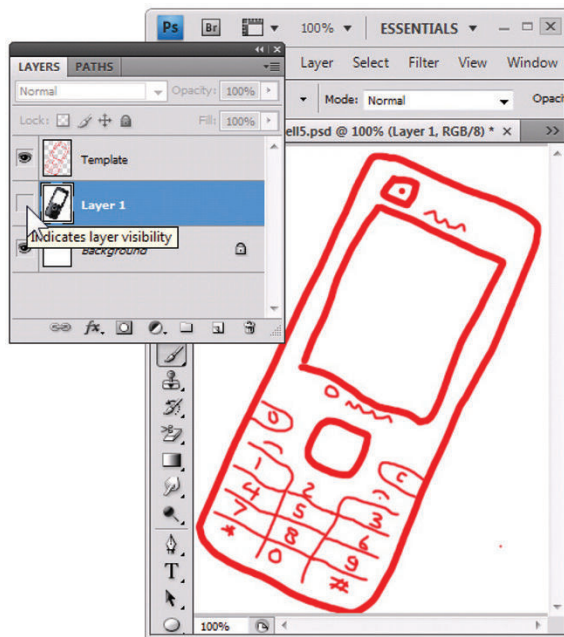 Ps Br 100% ESSENTIALS
LAYERS PATHS
Layer Select Filter View Window
Normal Opacity: 100%
Mode: Normal Opaci
Lock: Fill: 100%
ell5.psd @ 100% (Layer 1, RGB/8) * x
Template
Layer 1
Indicates layer visibility
Background
fx
T
C
1 2 3
4 5 6
7 8 9
* 0 #
100%